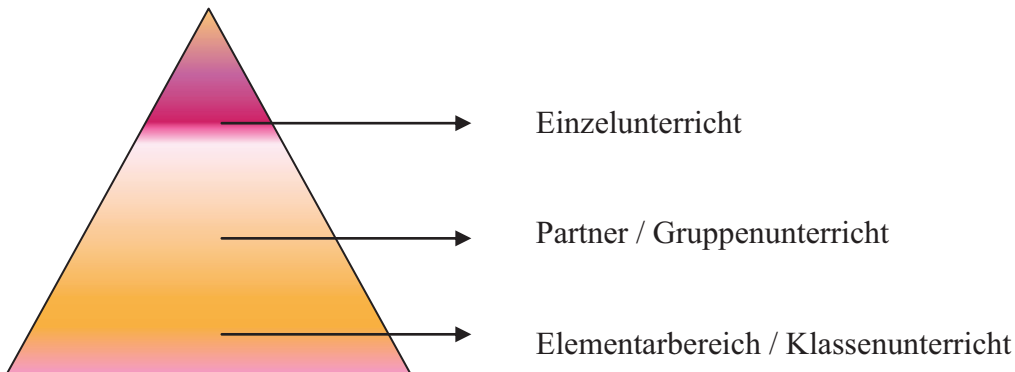 Einzelunterricht
Partner / Gruppenunterricht
Elementarbereich / Klassenunterricht